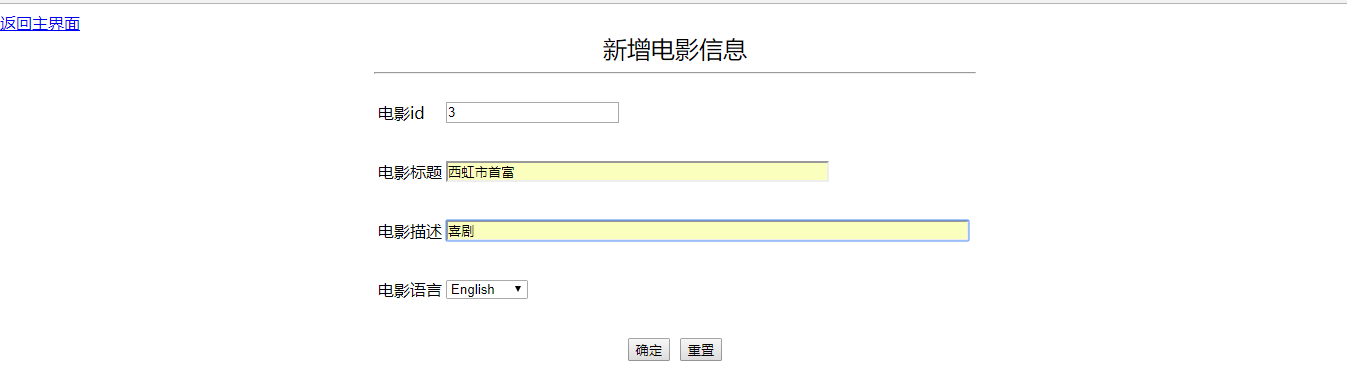 返回主界面
新增电影信息
电影id 3
电影标题 西虹市首富
电影描述 喜剧
电影语言 English
确定 重置